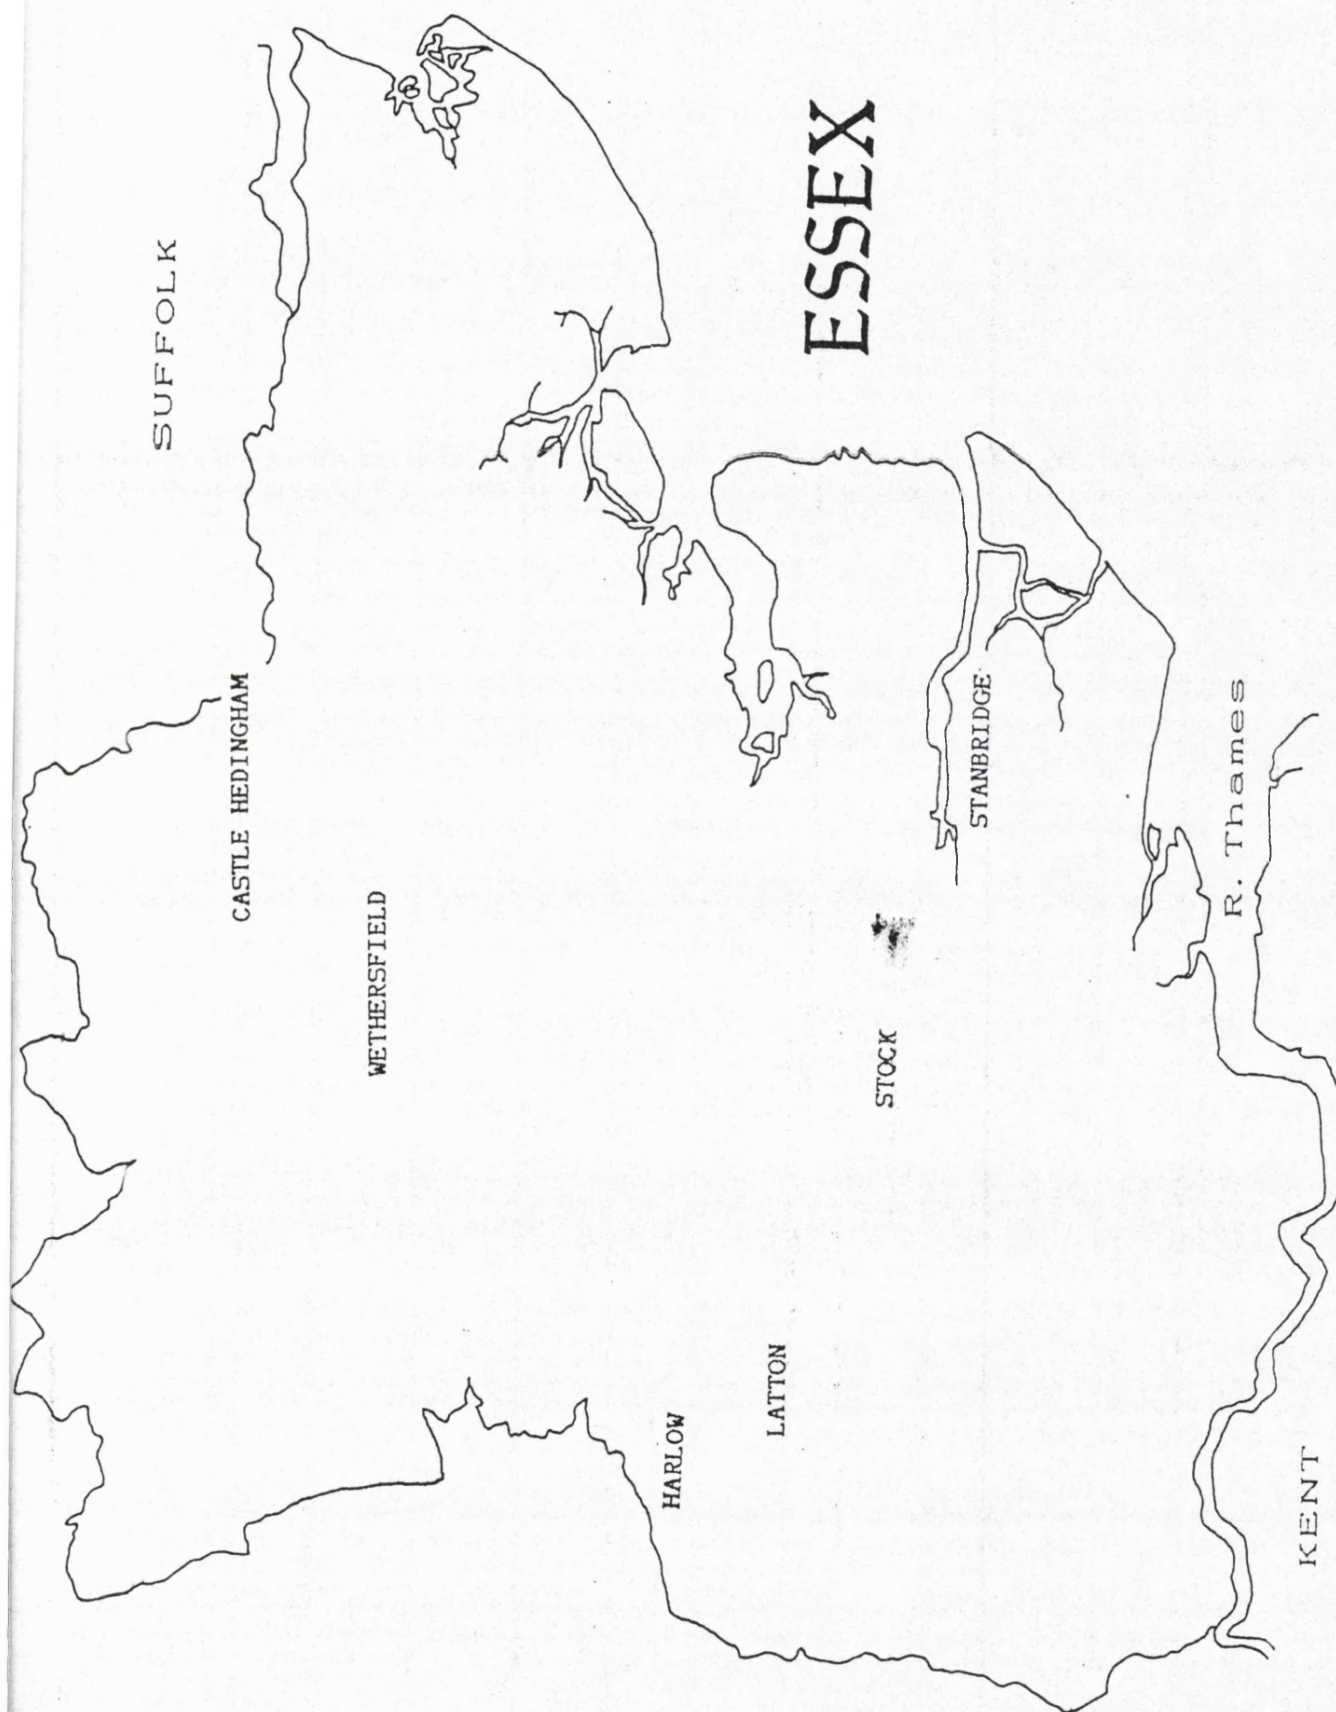 SUFFOLK
CASTLE HEDINGHAM
WETHERSFIELD
HARLOW
LATTON
ESSEX
STOCK
STANBRIDGE
R. Thames
KENT